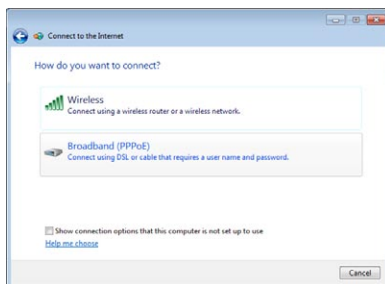 Connect to the Internet
How do you want to connect?
Wireless
Connect using a wireless router or a wireless network.
Broadband (PPPoE)
Connect using DSL or cable that requires a user name and password.
Show connection options that this computer is not set up to use
Help me choose
Cancel